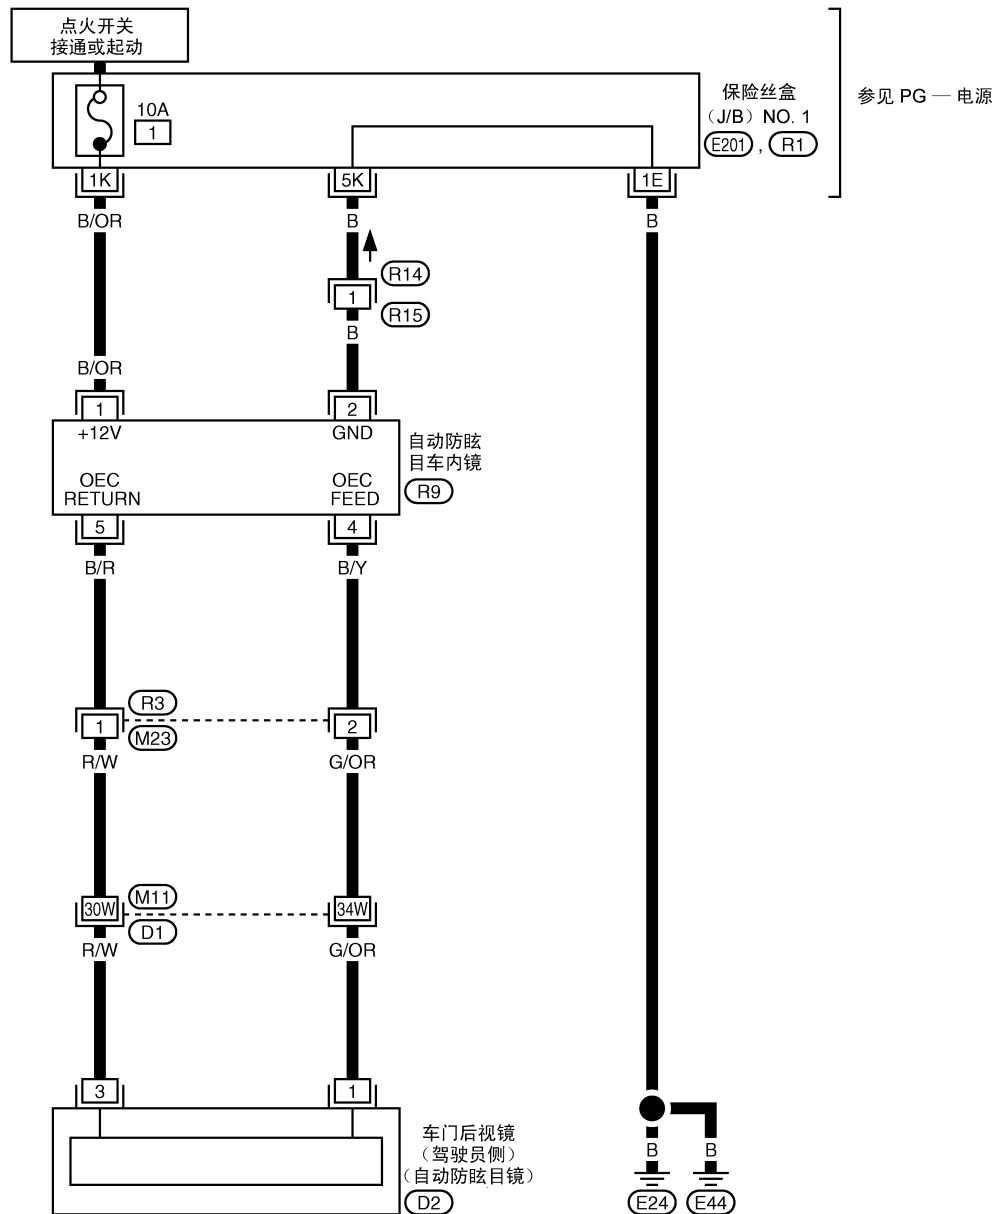 点火开关
接通或起动
10A
1
保险丝盒
（J/B）NO. 1
E201 , R1
参见 PG — 电源
1K
5K
1E
B/OR
B
B
R14
1
R15
B
B/OR
1
2
+12V
GND
自动防眩
目车内镜
OEC
RETURN
OEC
FEED
R9
5
4
B/R
B/Y
R3
1
2
M23
R/W
G/OR
M11
30W
34W
D1
R/W
G/OR
3
1
车门后视镜
（驾驶员侧）
（自动防眩目镜）
D2
B
B
E24
E44